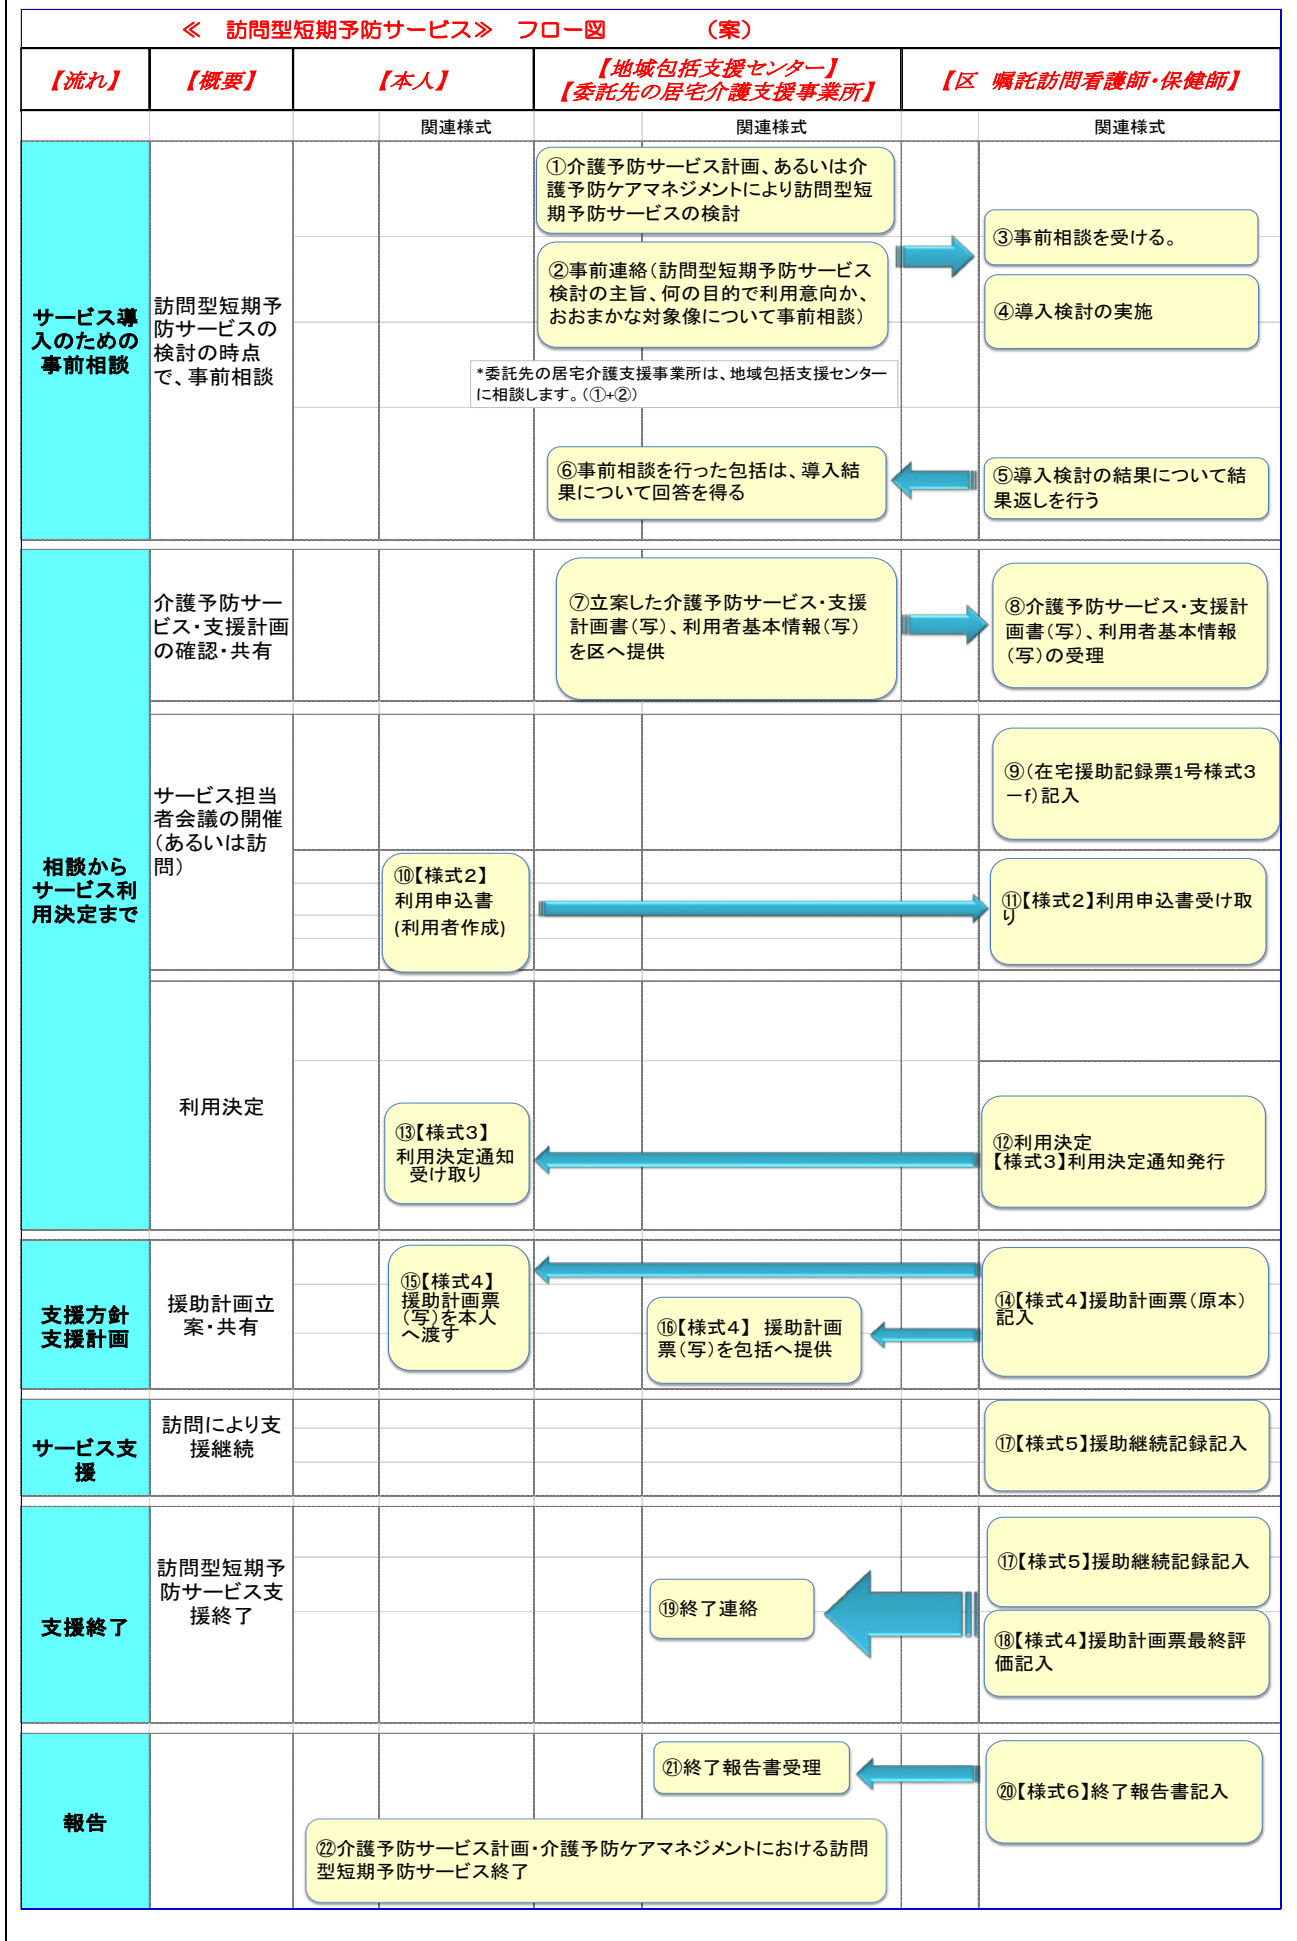 ≪　訪問型短期予防サービス≫　フロー図　　　　（案）
【流れ】
【概要】
【本人】
【地域包括支援センター】
【委託先の居宅介護支援事業所】
【区　嘱託訪問看護師・保健師】
関連様式
関連様式
関連様式
サービス導
入のための
事前相談
訪問型短期予
防サービスの
検討の時点
で、事前相談
①介護予防サービス計画、あるいは介
護予防ケアマネジメントにより訪問型短
期予防サービスの検討
②事前連絡（訪問型短期予防サービス
検討の主旨、何の目的で利用意向か、
おおまかな対象像について事前相談）
③事前相談を受ける。
④導入検討の実施
*委託先の居宅介護支援事業所は、地域包括支援センター
に相談します。（①+②）
⑥事前相談を行った包括は、導入結
果について回答を得る
⑤導入検討の結果について結
果返しを行う
相談から
サービス利
用決定まで
介護予防サー
ビス・支援計画
の確認・共有
⑦立案した介護予防サービス・支援
計画書（写）、利用者基本情報（写）
を区へ提供
⑧介護予防サービス・支援計
画書（写）、利用者基本情報
（写）の受理
サービス担当
者会議の開催
（あるいは訪
問）
⑨（在宅援助記録票1号様式３
－f）記入
⑩【様式２】
利用申込書
(利用者作成)
⑪【様式２】利用申込書受け取
り
利用決定
⑬【様式３】
利用決定通知
受け取り
⑫利用決定
【様式３】利用決定通知発行
支援方針
支援計画
援助計画立
案・共有
⑮【様式４】
援助計画票
（写）を本人
へ渡す
⑯【様式４】 援助計画
票（写）を包括へ提供
⑭【様式４】援助計画票（原本）
記入
サービス支
援
訪問により支
援継続
⑰【様式５】援助継続記録記入
支援終了
訪問型短期予
防サービス支
援終了
⑲終了連絡
⑰【様式５】援助継続記録記入
⑱【様式４】援助計画票最終評
価記入
報告
㉑終了報告書受理
⑳【様式６】終了報告書記入
㉒介護予防サービス計画・介護予防ケアマネジメントにおける訪問
型短期予防サービス終了